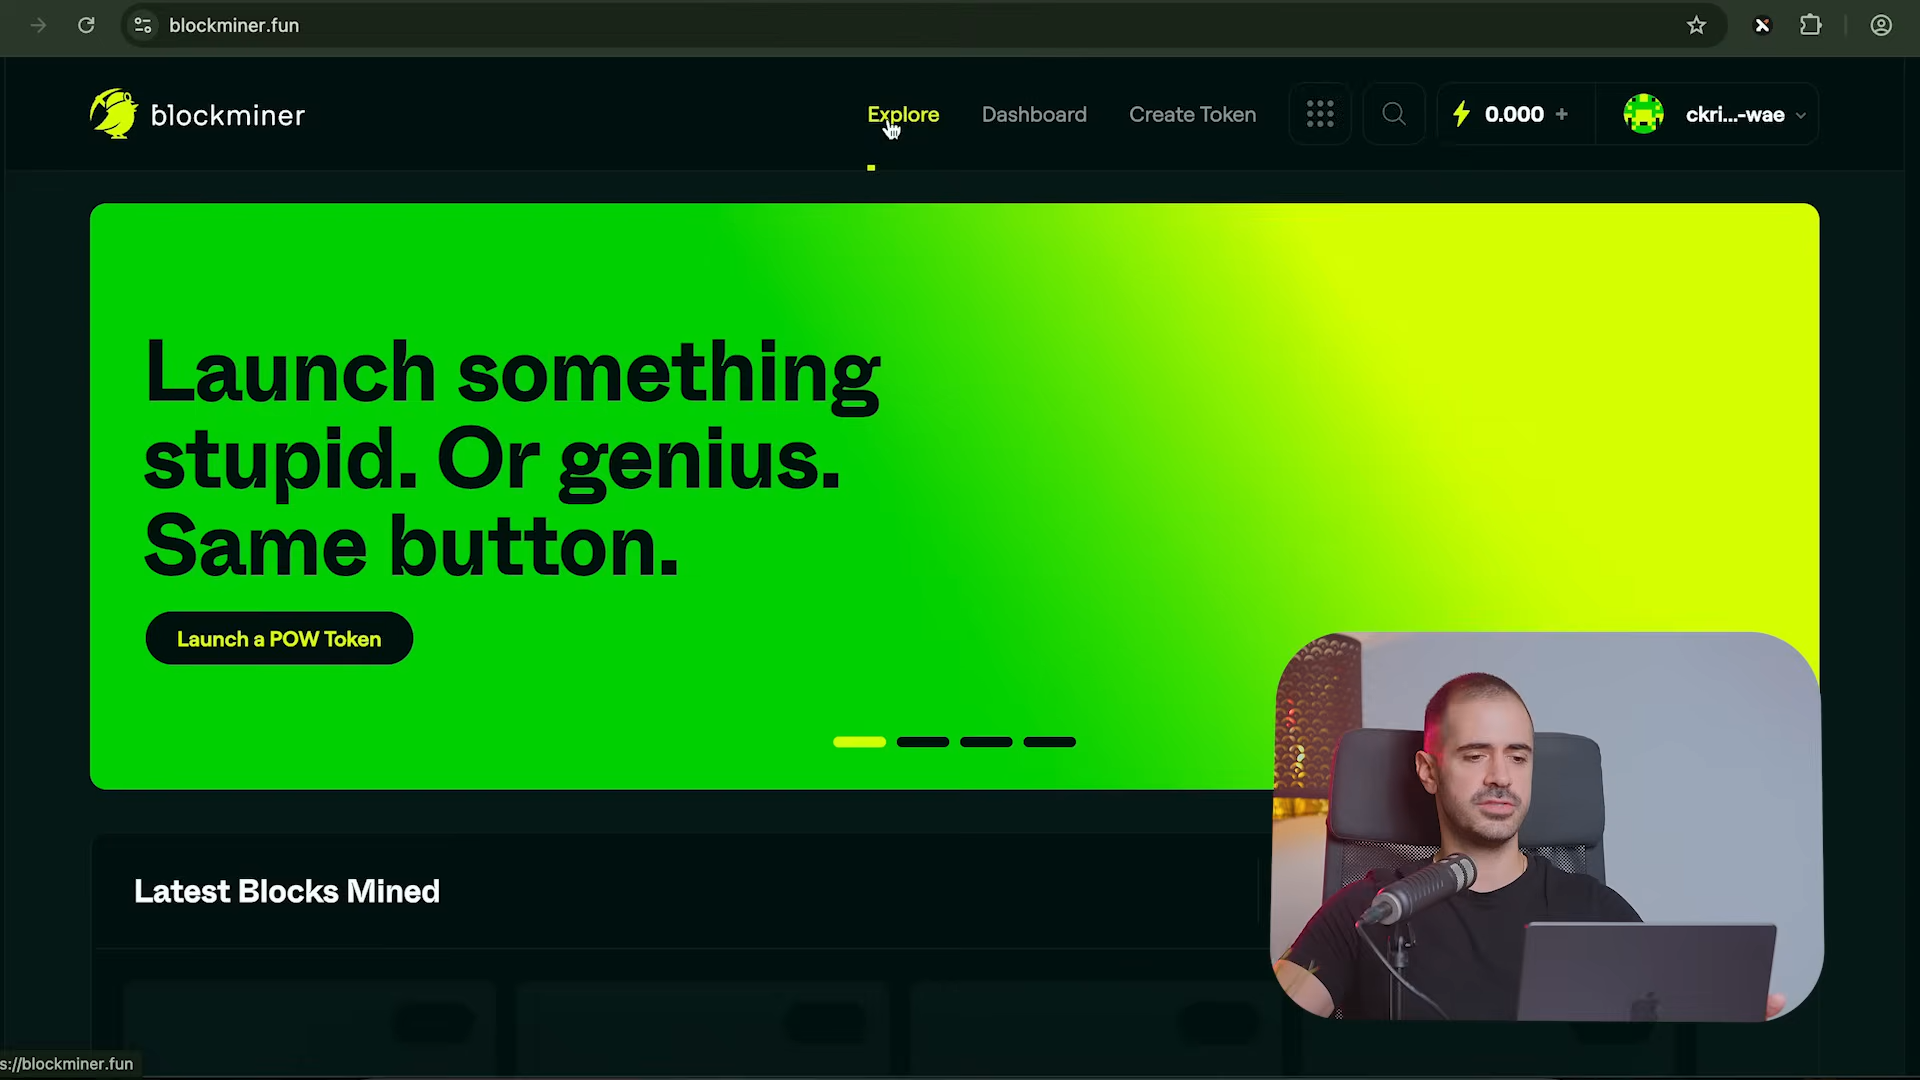 blockminer.fun
blockminer
Explore
Dashboard
Create Token
0.000 +
ckri...-wae
Launch something
stupid. Or genius.
Same button.
Launch a POW Token
Latest Blocks Mined
s://blockminer.fun